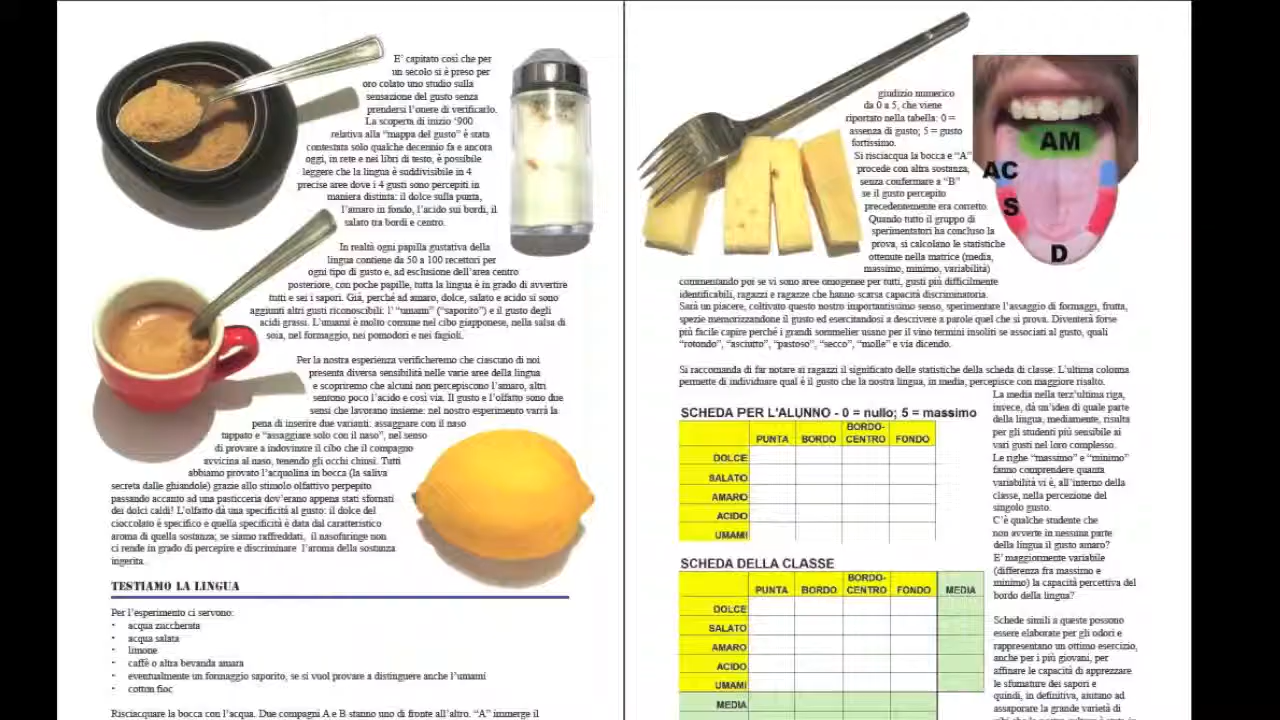 E' capitato così che per
un secolo si è preso per
oro colato uno studio sulla
sensazione del gusto senza
prendersi l'onere di verificarlo.
La scoperta di inizio '900
relativa alla “mappa del gusto” è stata
contestata solo qualche decennio fa e ancora
oggi, in rete e nei libri di testo, è possibile
leggere che la lingua è suddivisibile in 4
precise aree dove i 4 gusti sono percepiti in
maniera distinta: il dolce sulla punta,
l'amaro in fondo, l'acido sui bordi, il
salato tra bordi e centro.
In realtà ogni papilla gustativa della
lingua contiene da 50 a 100 recettori per
ogni tipo di gusto e, ad esclusione dell'area centro
posteriore, con poche papille, tutta la lingua è in grado di avvertire
tutti e sei i sapori. Già, perché ad amaro, dolce, salato e acido si sono
aggiunti altri gusti riconoscibili: l' “umami” (“saporito”) e il gusto degli
acidi grassi. L'umami è molto comune nel cibo giapponese, nella salsa di
soia, nel formaggio, nei pomodori e nei fagioli.
Per la nostra esperienza verificheremo che ciascuno di noi
presenta diversa sensibilità nelle varie aree della lingua
e scopriremo che alcuni non percepiscono l'amaro, altri
sentono poco l'acido e così via. Il gusto e l'olfatto sono due
sensi che lavorano insieme: nel nostro esperimento varrà la
pena di inserire due varianti: assaggiare con il naso
tappato e “assaggiare solo con il naso”, nel senso
di provare a indovinare il cibo che il compagno
avvicina al naso, tenendo gli occhi chiusi. Tutti
abbiamo provato l'acquolina in bocca (la saliva
secreta dalle ghiandole) grazie allo stimolo olfattivo perpepito
passando accanto ad una pasticceria dov'erano appena stati sfornati
dei dolci caldi! L'olfatto dà una specificità al gusto: il dolce del
cioccolato è specifico e quella specificità è data dal caratteristico
aroma di quella sostanza; se siamo raffreddati, il nasofaringe non
ci rende in grado di percepire e discriminare l'aroma della sostanza
ingerita.
TESTIAMO LA LINGUA
Per l'esperimento ci servono:
• acqua zuccherata
• acqua salata
• limone
• caffè o altra bevanda amara
• eventualmente un formaggio saporito, se si vuol provare a distinguere anche l'umami
• cotton fioc
Risciacquare la bocca con l'acqua. Due compagni A e B stanno uno di fronte all'altro. “A” immerge il
giudizio numerico
da 0 a 5, che viene
riportato nella tabella: 0 =
assenza di gusto; 5 = gusto
fortissimo.
Si risciacqua la bocca e “A”
procede con altra sostanza,
senza confermare a “B”
se il gusto percepito
precedentemente era corretto.
Quando tutto il gruppo di
sperimentatori ha concluso la
prova, si calcolano le statistiche
ottenute nella matrice (media,
massimo, minimo, variabilità)
commentando poi se vi sono aree omogenee per tutti, gusti più difficilmente
identificabili, ragazzi e ragazze che hanno scarsa capacità discriminatoria.
Sarà un piacere, coltivato questo nostro importantissimo senso, sperimentare l'assaggio di formaggi, frutta,
spezie memorizzandone il gusto ed esercitandosi a descrivere a parole quel che si prova. Diventerà forse
più facile capire perché i grandi sommelier usano per il vino termini insoliti se associati al gusto, quali
“rotondo”, “asciutto”, “pastoso”, “secco”, “molle” e via dicendo.
Si raccomanda di far notare ai ragazzi il significato delle statistiche della scheda di classe. L'ultima colonna
permette di individuare qual è il gusto che la nostra lingua, in media, percepisce con maggiore risalto.
La media nella terz'ultima riga,
invece, dà un'idea di quale parte
della lingua, mediamente, risulta
per gli studenti più sensibile ai
vari gusti nel loro complesso.
Le righe “massimo” e “minimo”
fanno comprendere quanta
variabilità vi è, all'interno della
classe, nella percezione del
singolo gusto.
C'è qualche studente che
non avverte in nessuna parte
della lingua il gusto amaro?
E' maggiormente variabile
(differenza fra massimo e
minimo) la capacità percettiva del
bordo della lingua?
Schede simili a queste possono
essere elaborate per gli odori e
rappresentano un ottimo esercizio,
anche per i più giovani, per
affinare le capacità di apprezzare
le sfumature dei sapori e
quindi, in definitiva, aiutano ad
assaporare la grande varietà di
AM
AC
S
D
SCHEDA PER L'ALUNNO - 0 = nullo; 5 = massimo
PUNTA BORDO BORDO-CENTRO FONDO
DOLCE
SALATO
AMARO
ACIDO
UMAMI
SCHEDA DELLA CLASSE
PUNTA BORDO BORDO-CENTRO FONDO MEDIA
DOLCE
SALATO
AMARO
ACIDO
UMAMI
MEDIA